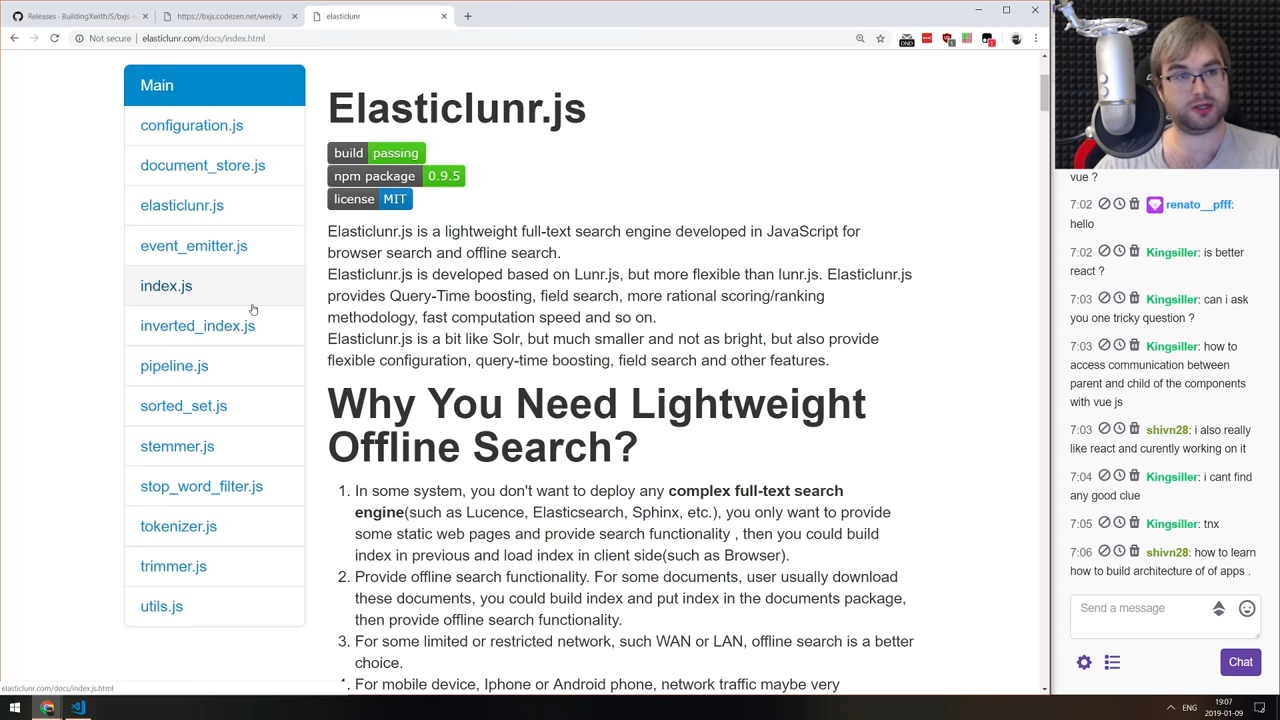 Releases · BuildingXwithJS/bxjs-
https://bxjs.codezen.net/weekly
elasticlunr
Not secure
elasticlunr.com/docs/index.html
DND
1
1
Main
configuration.js
document_store.js
elasticlunr.js
event_emitter.js
index.js
inverted_index.js
pipeline.js
sorted_set.js
stemmer.js
stop_word_filter.js
tokenizer.js
trimmer.js
utils.js
Elasticlunr.js
build passing
npm package 0.9.5
license MIT
Elasticlunr.js is a lightweight full-text search engine developed in JavaScript for
browser search and offline search.
Elasticlunr.js is developed based on Lunr.js, but more flexible than lunr.js. Elasticlunr.js
provides Query-Time boosting, field search, more rational scoring/ranking
methodology, fast computation speed and so on.
Elasticlunr.js is a bit like Solr, but much smaller and not as bright, but also provide
flexible configuration, query-time boosting, field search and other features.
Why You Need Lightweight
Offline Search?
1. In some system, you don't want to deploy any complex full-text search
engine(such as Lucence, Elasticsearch, Sphinx, etc.), you only want to provide
some static web pages and provide search functionality , then you could build
index in previous and load index in client side(such as Browser).
2. Provide offline search functionality. For some documents, user usually download
these documents, you could build index and put index in the documents package,
then provide offline search functionality.
3. For some limited or restricted network, such WAN or LAN, offline search is a better
choice.
4. For mobile device, Iphone or Android phone, network traffic maybe very
elasticlunr.com/docs/index.js.html
vue ?
7:02 renato__pfff:
hello
7:02 Kingsiller: is better
react ?
7:03 Kingsiller: can i ask
you one tricky question ?
7:03 Kingsiller: how to
access communication between
parent and child of the components
with vue js
7:03 shivn28: i also really
like react and curently working on it
7:04 Kingsiller: i cant find
any good clue
7:05 Kingsiller: tnx
7:06 shivn28: how to learn
how to build architecture of of apps .
Send a message
Chat
ENG
19:07
2019-01-09